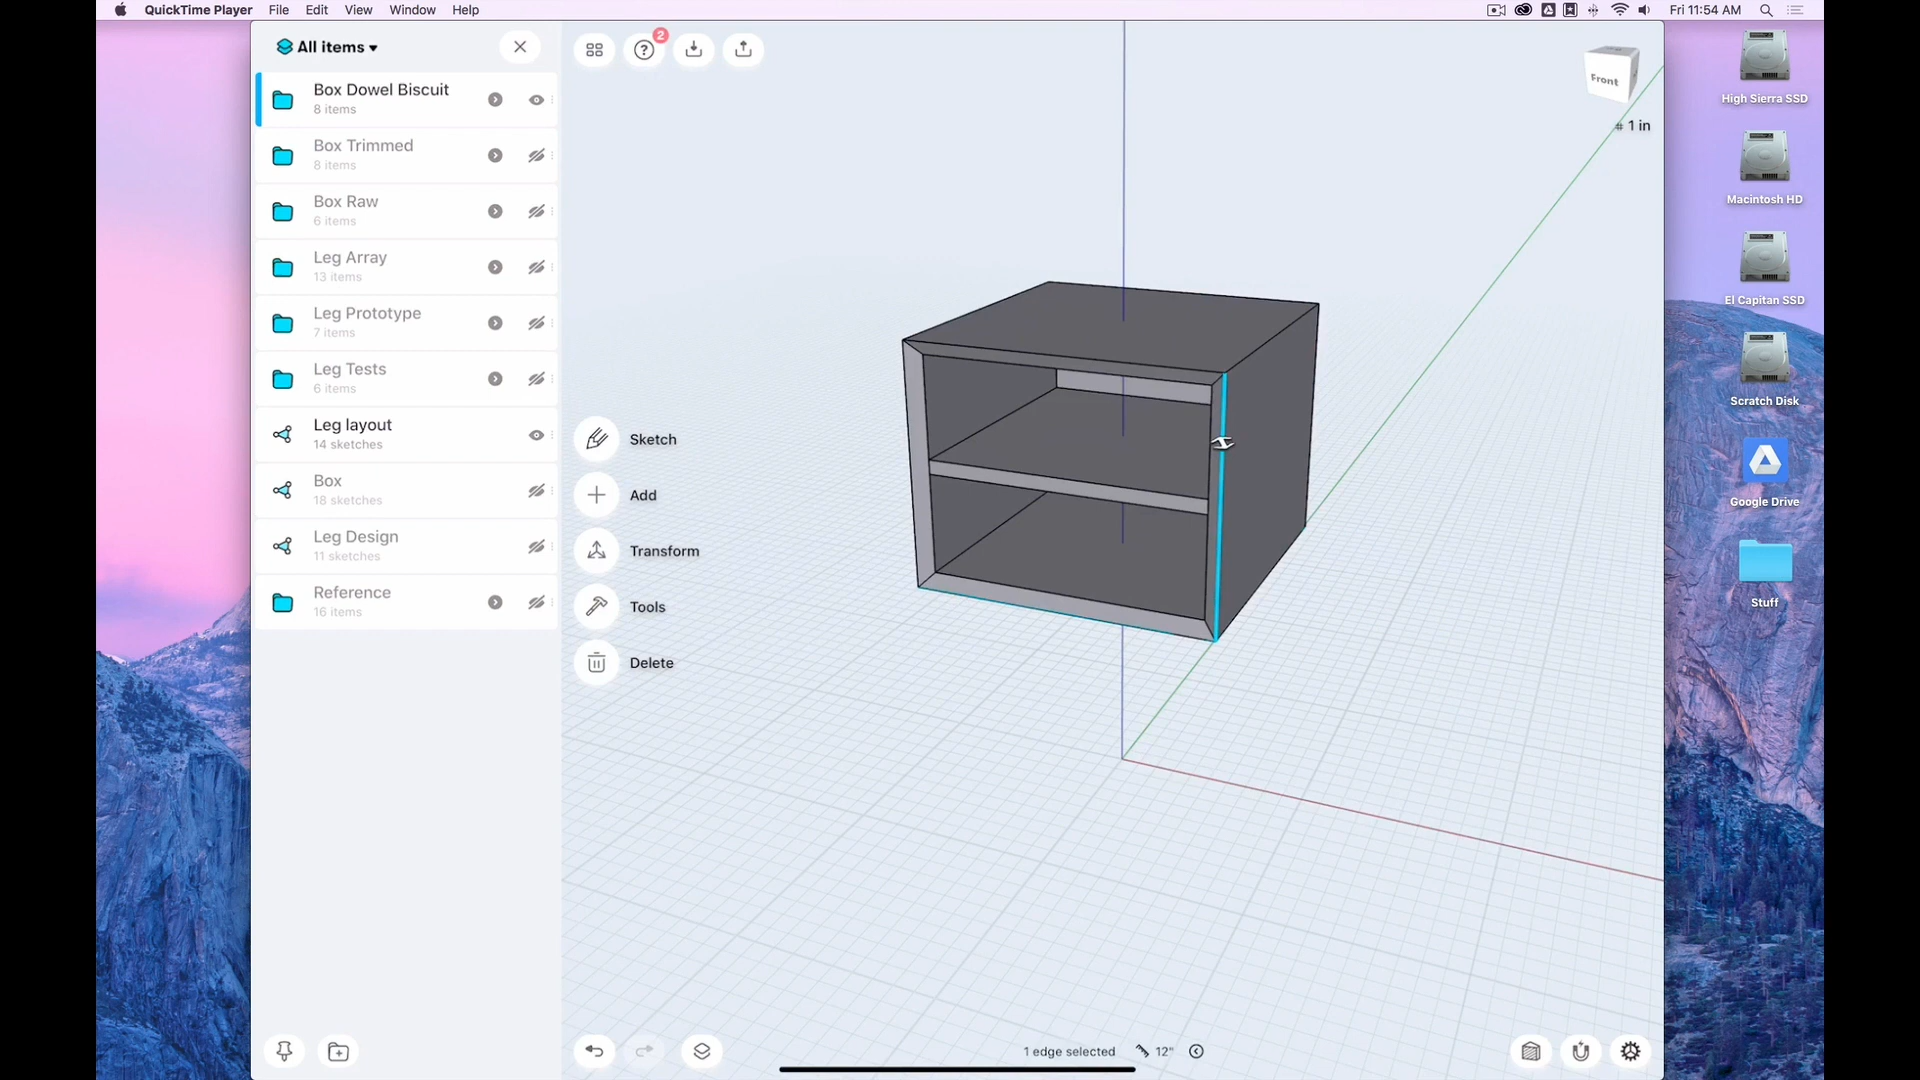 QuickTime Player File Edit View Window Help
Fri 11:54 AM
All items
Box Dowel Biscuit
8 items
Box Trimmed
8 items
Box Raw
6 items
Leg Array
13 items
Leg Prototype
7 items
Leg Tests
6 items
Leg layout
14 sketches
Box
18 sketches
Leg Design
11 sketches
Reference
16 items
2
Sketch
Add
Transform
Tools
Delete
Front
1 in
1 edge selected 12"
High Sierra SSD
Macintosh HD
El Capitan SSD
Scratch Disk
Google Drive
Stuff